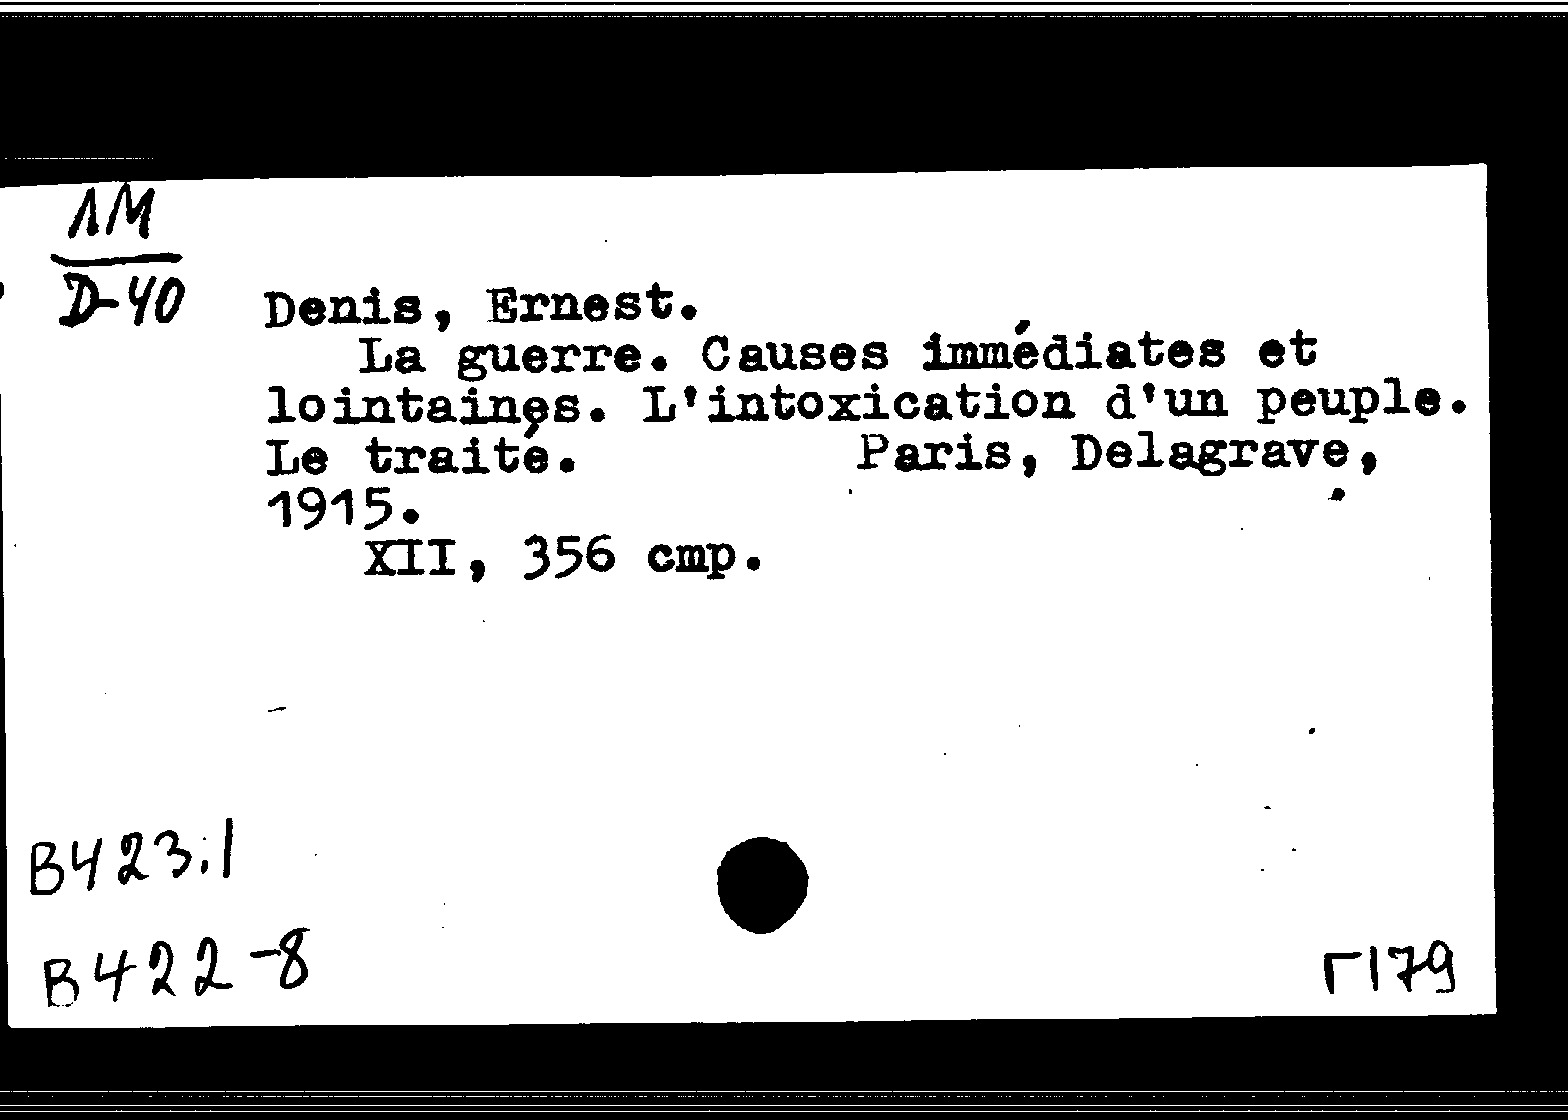 1M
D-40
Denis, Ernest.
La guerre. Causes immédiates et
lointaines. L'intoxication d'un peuple.
Le traité. Paris, Delagrave,
1915.
XII, 356 стр.
B423.1
B422-8
Г179